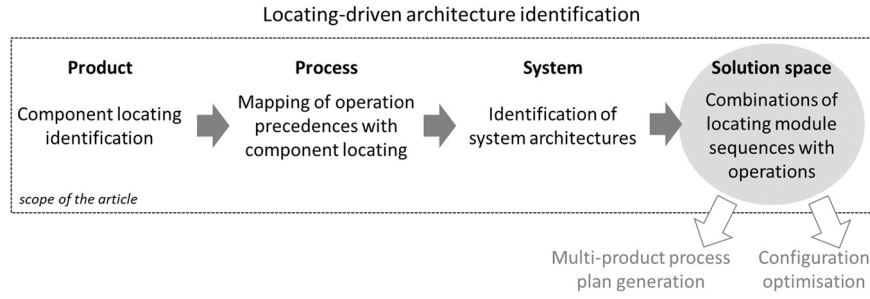 Locating-driven architecture identification
Product
Component locating
identification
Process
Mapping of operation
precedences with
component locating
System
Identification of
system architectures
Solution space
Combinations of
locating module
sequences with
operations
scope of the article
Multi-product process
plan generation
Configuration
optimisation